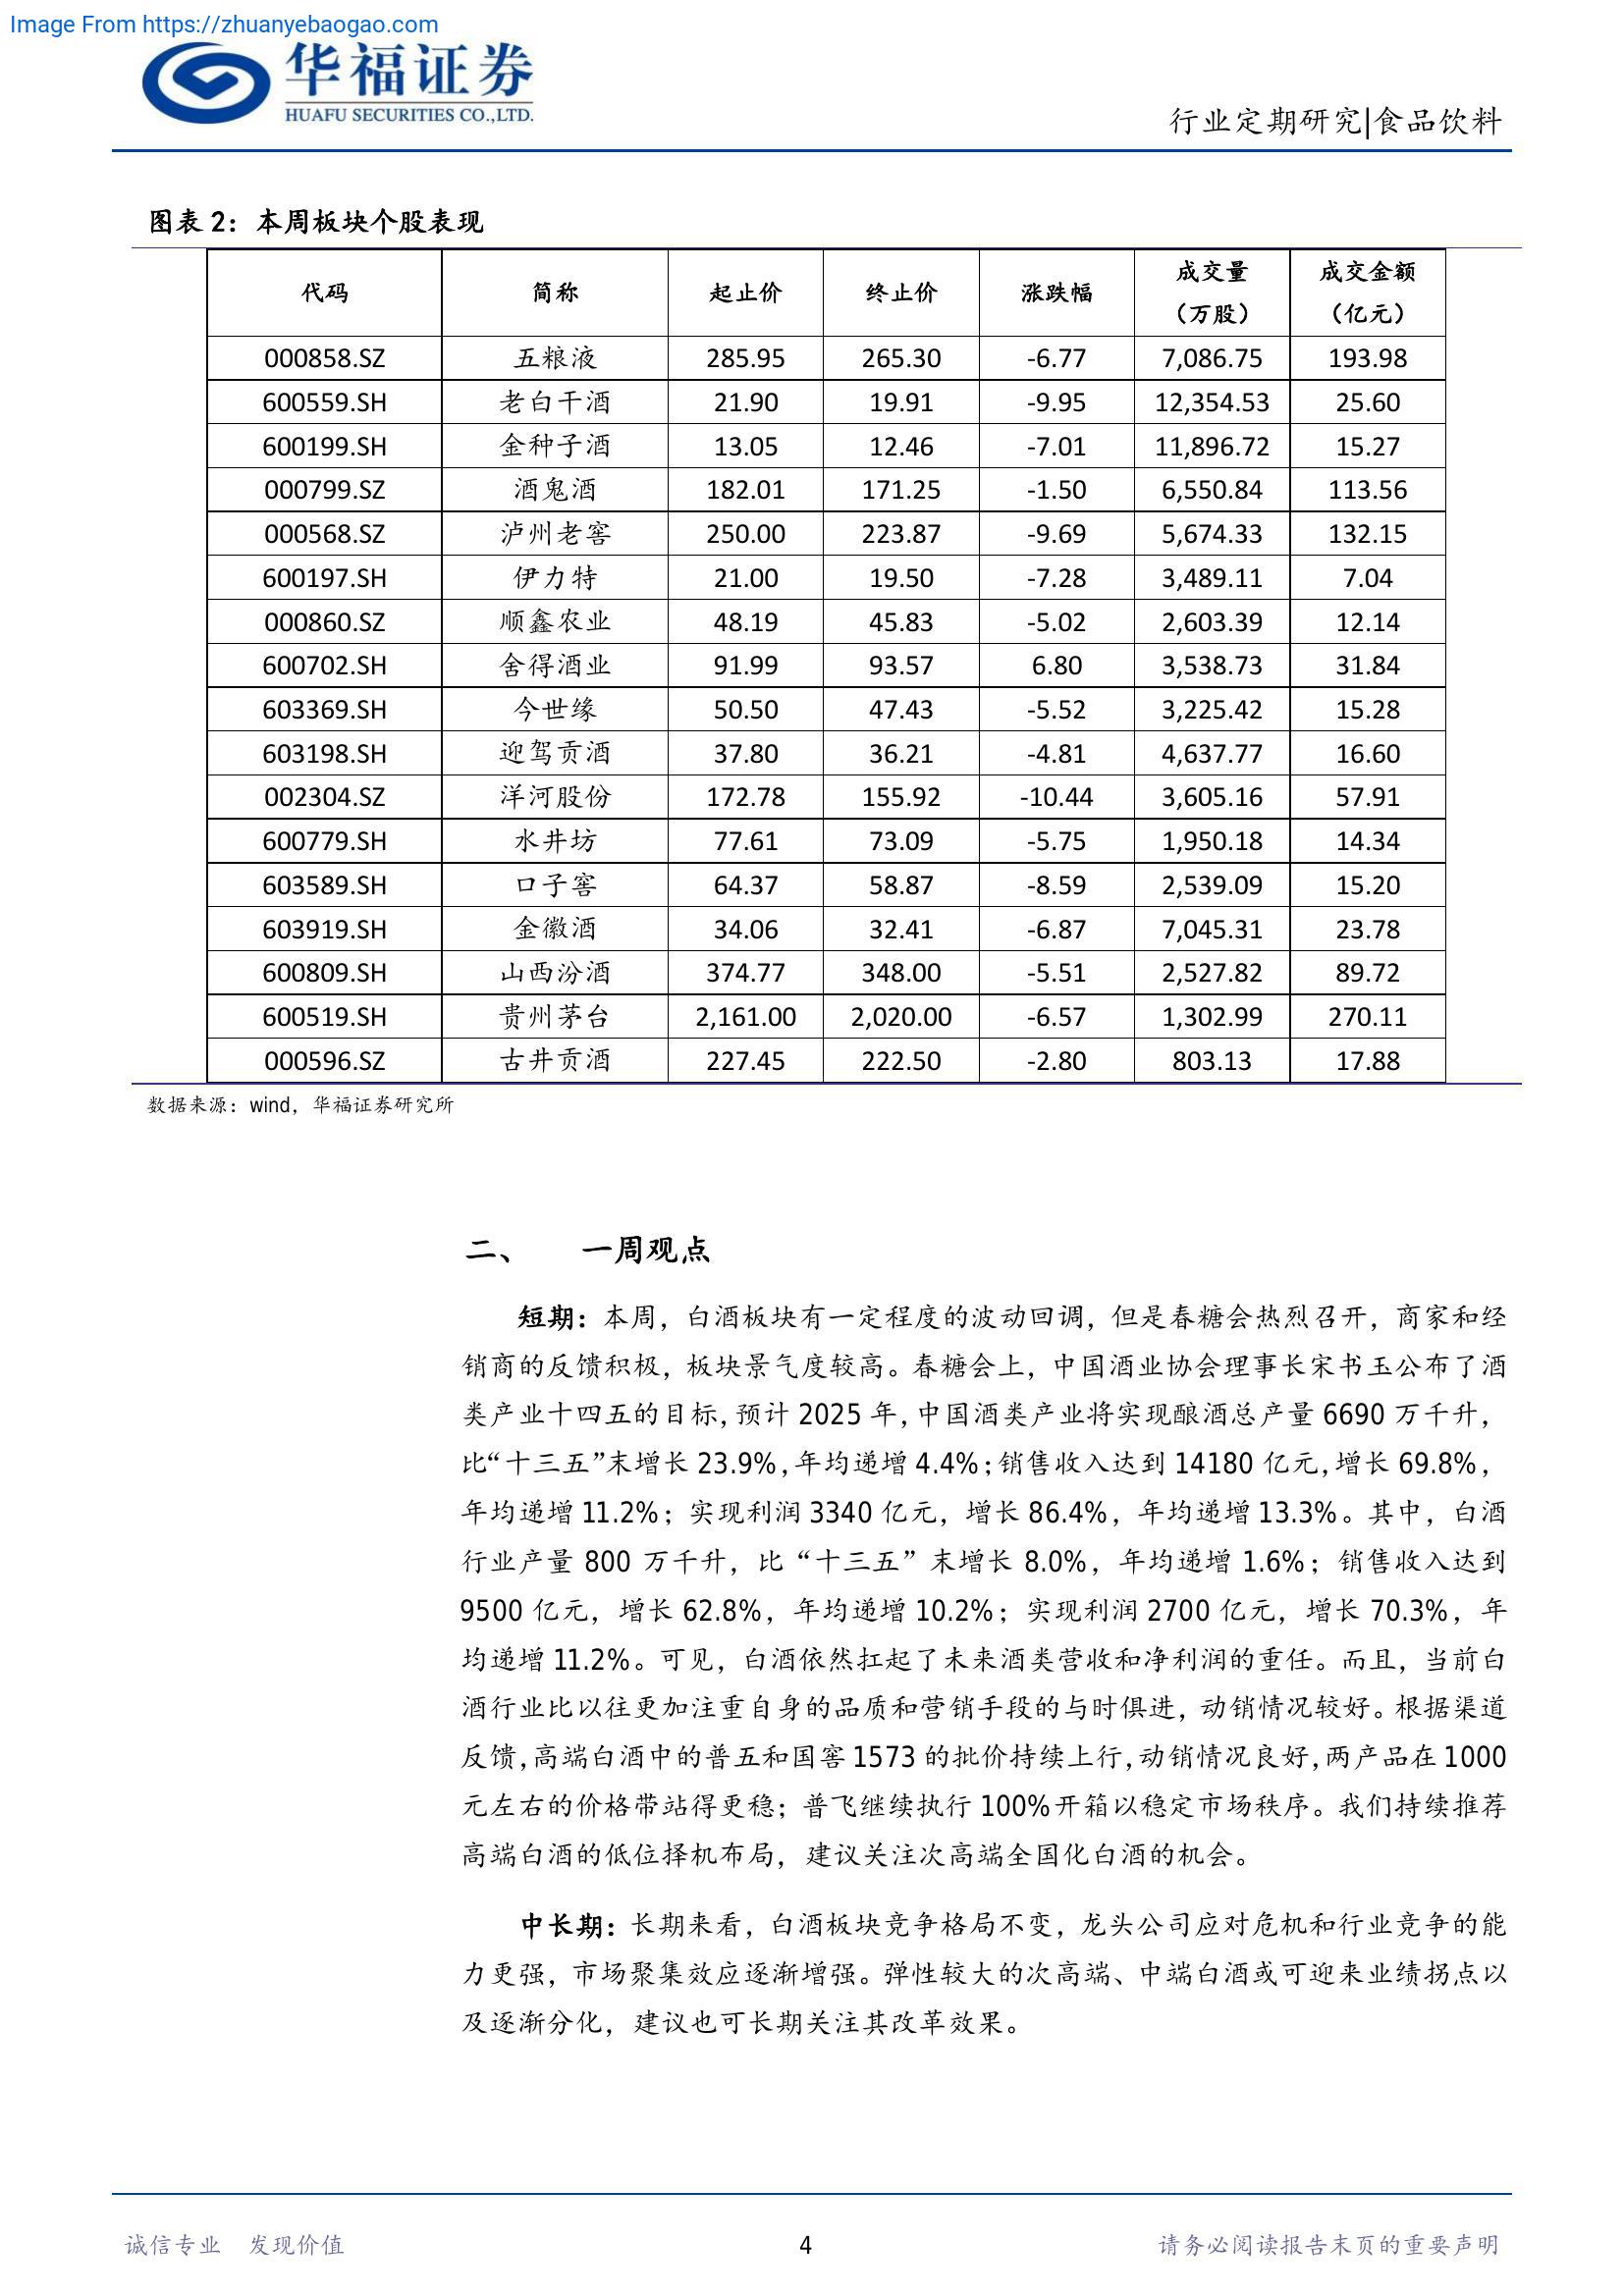 Image From https://zhuanyebaogao.com
华福证券
HUAFU SECURITIES CO.,LTD.
行业定期研究|食品饮料
图表 2：本周板块个股表现
代码 简称 起止价 终止价 涨跌幅 成交量（万股） 成交金额（亿元）
000858.SZ 五粮液 285.95 265.30 -6.77 7,086.75 193.98
600559.SH 老白干酒 21.90 19.91 -9.95 12,354.53 25.60
600199.SH 金种子酒 13.05 12.46 -7.01 11,896.72 15.27
000799.SZ 酒鬼酒 182.01 171.25 -1.50 6,550.84 113.56
000568.SZ 泸州老窖 250.00 223.87 -9.69 5,674.33 132.15
600197.SH 伊力特 21.00 19.50 -7.28 3,489.11 7.04
000860.SZ 顺鑫农业 48.19 45.83 -5.02 2,603.39 12.14
600702.SH 舍得酒业 91.99 93.57 6.80 3,538.73 31.84
603369.SH 今世缘 50.50 47.43 -5.52 3,225.42 15.28
603198.SH 迎驾贡酒 37.80 36.21 -4.81 4,637.77 16.60
002304.SZ 洋河股份 172.78 155.92 -10.44 3,605.16 57.91
600779.SH 水井坊 77.61 73.09 -5.75 1,950.18 14.34
603589.SH 口子窖 64.37 58.87 -8.59 2,539.09 15.20
603919.SH 金徽酒 34.06 32.41 -6.87 7,045.31 23.78
600809.SH 山西汾酒 374.77 348.00 -5.51 2,527.82 89.72
600519.SH 贵州茅台 2,161.00 2,020.00 -6.57 1,302.99 270.11
000596.SZ 古井贡酒 227.45 222.50 -2.80 803.13 17.88
数据来源：wind，华福证券研究所
二、 一周观点
短期：本周，白酒板块有一定程度的波动回调，但是春糖会热烈召开，商家和经
销商的反馈积极，板块景气度较高。春糖会上，中国酒业协会理事长宋书玉公布了酒
类产业十四五的目标，预计 2025 年，中国酒类产业将实现酿酒总产量 6690 万千升，
比“十三五”末增长 23.9%，年均递增 4.4%；销售收入达到 14180 亿元，增长 69.8%，
年均递增 11.2%；实现利润 3340 亿元，增长 86.4%，年均递增 13.3%。其中，白酒
行业产量 800 万千升，比“十三五”末增长 8.0%，年均递增 1.6%；销售收入达到
9500 亿元，增长 62.8%，年均递增 10.2%；实现利润 2700 亿元，增长 70.3%，年
均递增 11.2%。可见，白酒依然扛起了未来酒类营收和净利润的重任。而且，当前白
酒行业比以往更加注重自身的品质和营销手段的与时俱进，动销情况较好。根据渠道
反馈，高端白酒中的普五和国窖 1573 的批价持续上行，动销情况良好，两产品在 1000
元左右的价格带站得更稳；普飞继续执行 100%开箱以稳定市场秩序。我们持续推荐
高端白酒的低位择机布局，建议关注次高端全国化白酒的机会。
中长期：长期来看，白酒板块竞争格局不变，龙头公司应对危机和行业竞争的能
力更强，市场聚集效应逐渐增强。弹性较大的次高端、中端白酒或可迎来业绩拐点以
及逐渐分化，建议也可长期关注其改革效果。
诚信专业 发现价值 4 请务必阅读报告末页的重要声明